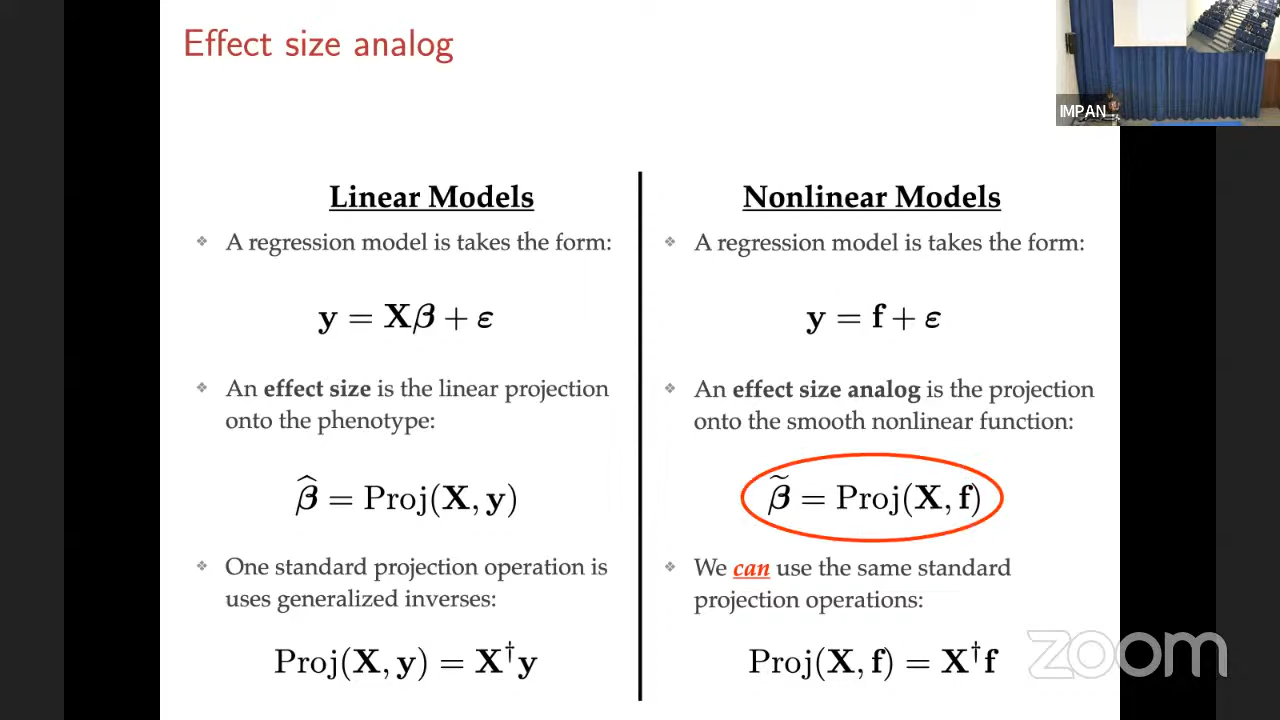 Effect size analog
IMPAN
Linear Models
❖ A regression model is takes the form:
y = Xβ + ε
❖ An effect size is the linear projection
onto the phenotype:
β̂ = Proj(X, y)
❖ One standard projection operation is
uses generalized inverses:
Proj(X, y) = X†y
Nonlinear Models
❖ A regression model is takes the form:
y = f + ε
❖ An effect size analog is the projection
onto the smooth nonlinear function:
β̃ = Proj(X, f)
❖ We can use the same standard
projection operations:
Proj(X, f) = X†f
zoom